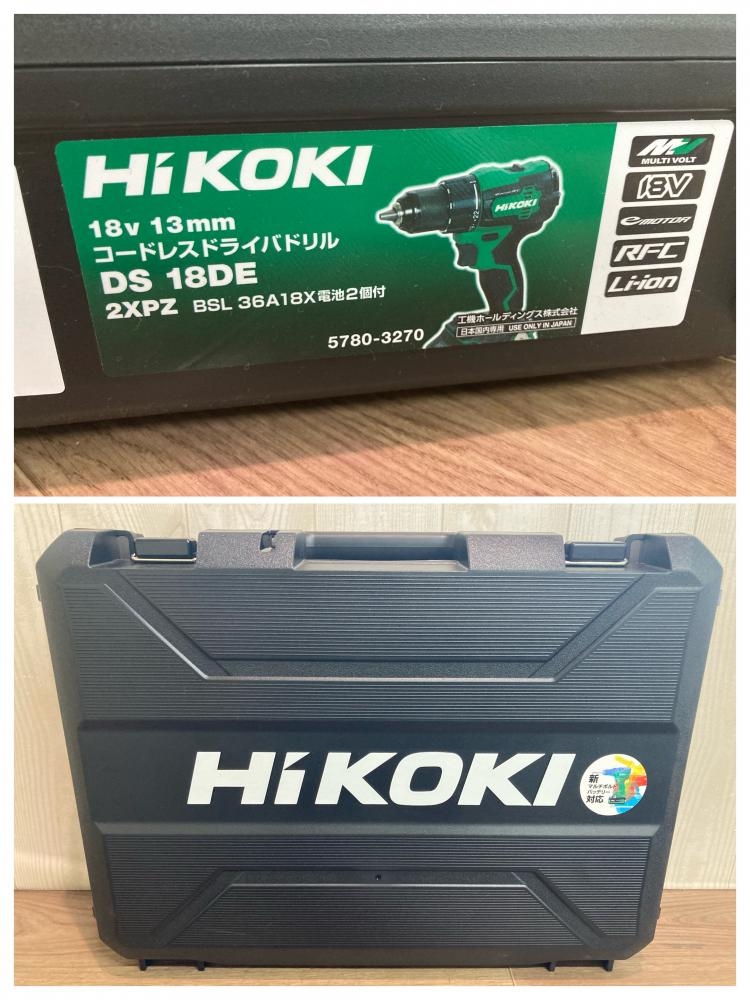 HiKOKI
18v 13mm
コードレスドライバドリル
DS 18DE
2XPZ BSL 36A18X電池2個付
5780-3270
HiKOKI
22
工機ホールディングス株式会社
日本国内専用 USE ONLY IN JAPAN
MV
MULTI VOLT
18V
e MOTOR
RFC
Li-ion
HiKOKI
新
マルチボルト
バッテリー
対応